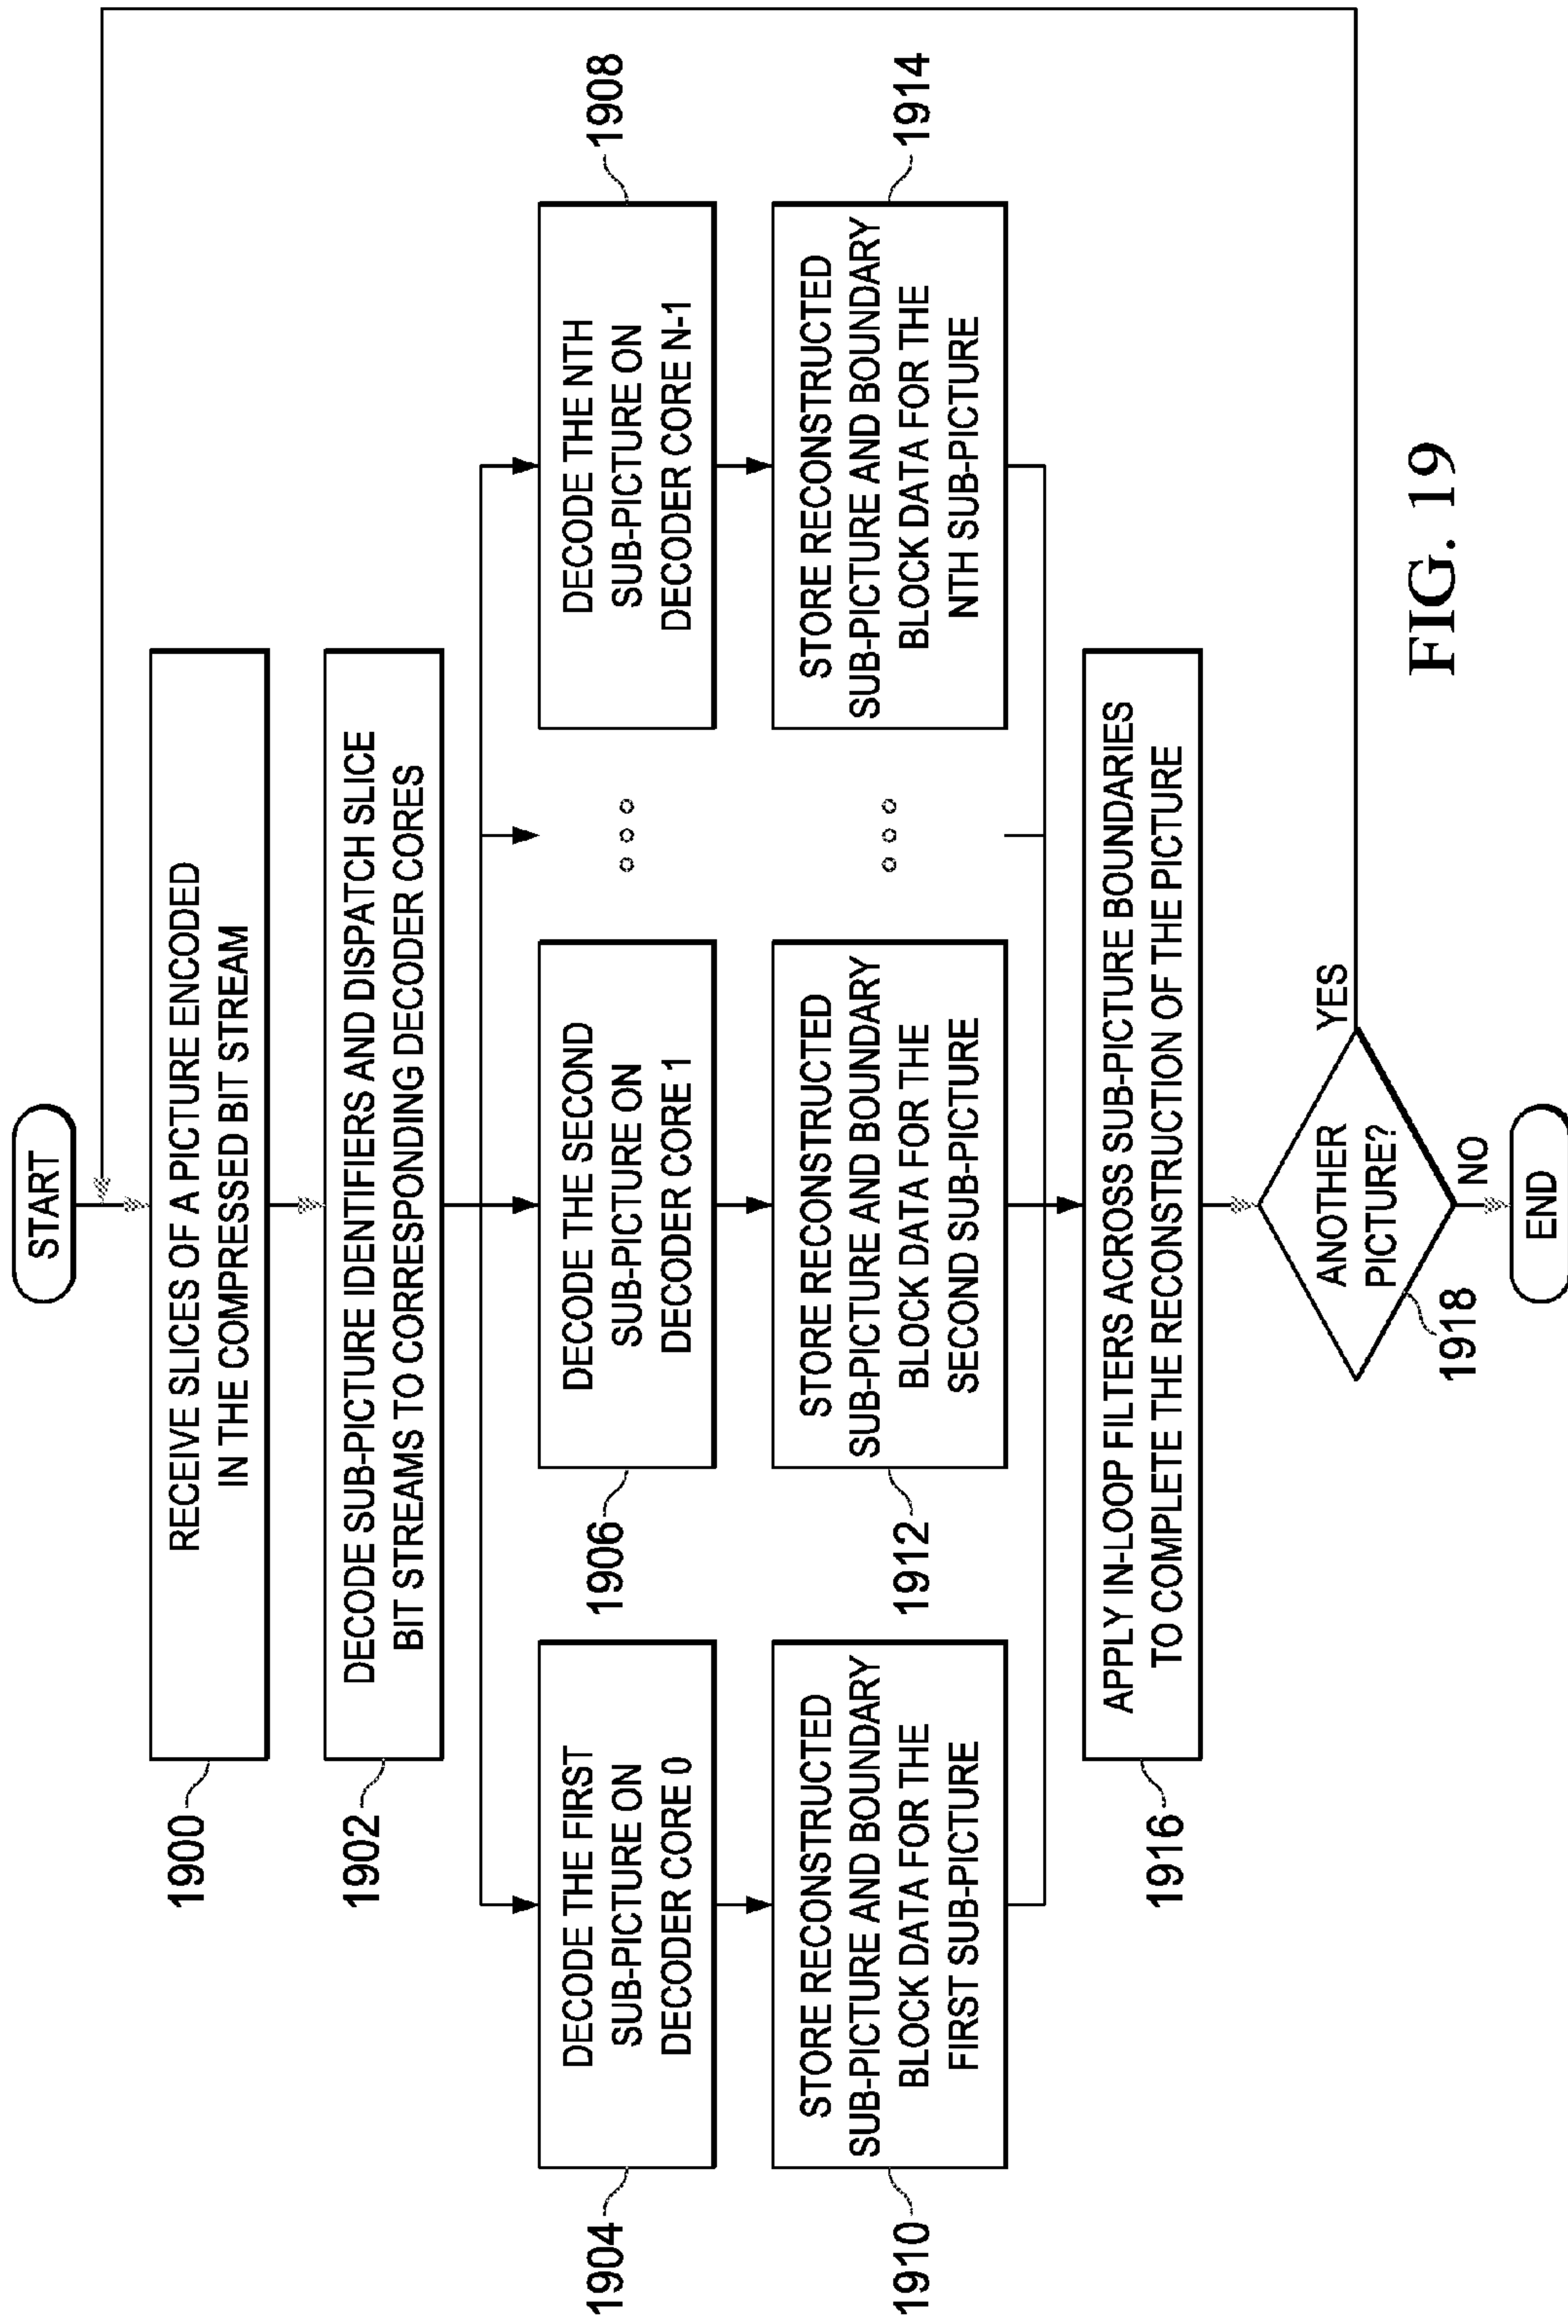 START
1900
RECEIVE SLICES OF A PICTURE ENCODED
IN THE COMPRESSED BIT STREAM
1902
DECODE SUB-PICTURE IDENTIFIERS AND DISPATCH SLICE
BIT STREAMS TO CORRESPONDING DECODER CORES
1904
DECODE THE FIRST
SUB-PICTURE ON
DECODER CORE 0
1906
DECODE THE SECOND
SUB-PICTURE ON
DECODER CORE 1
1908
DECODE THE NTH
SUB-PICTURE ON
DECODER CORE N-1
1910
STORE RECONSTRUCTED
SUB-PICTURE AND BOUNDARY
BLOCK DATA FOR THE
FIRST SUB-PICTURE
1912
STORE RECONSTRUCTED
SUB-PICTURE AND BOUNDARY
BLOCK DATA FOR THE
SECOND SUB-PICTURE
1914
STORE RECONSTRUCTED
SUB-PICTURE AND BOUNDARY
BLOCK DATA FOR THE
NTH SUB-PICTURE
1916
APPLY IN-LOOP FILTERS ACROSS SUB-PICTURE BOUNDARIES
TO COMPLETE THE RECONSTRUCTION OF THE PICTURE
1918
ANOTHER
PICTURE?
YES
NO
END
FIG. 19